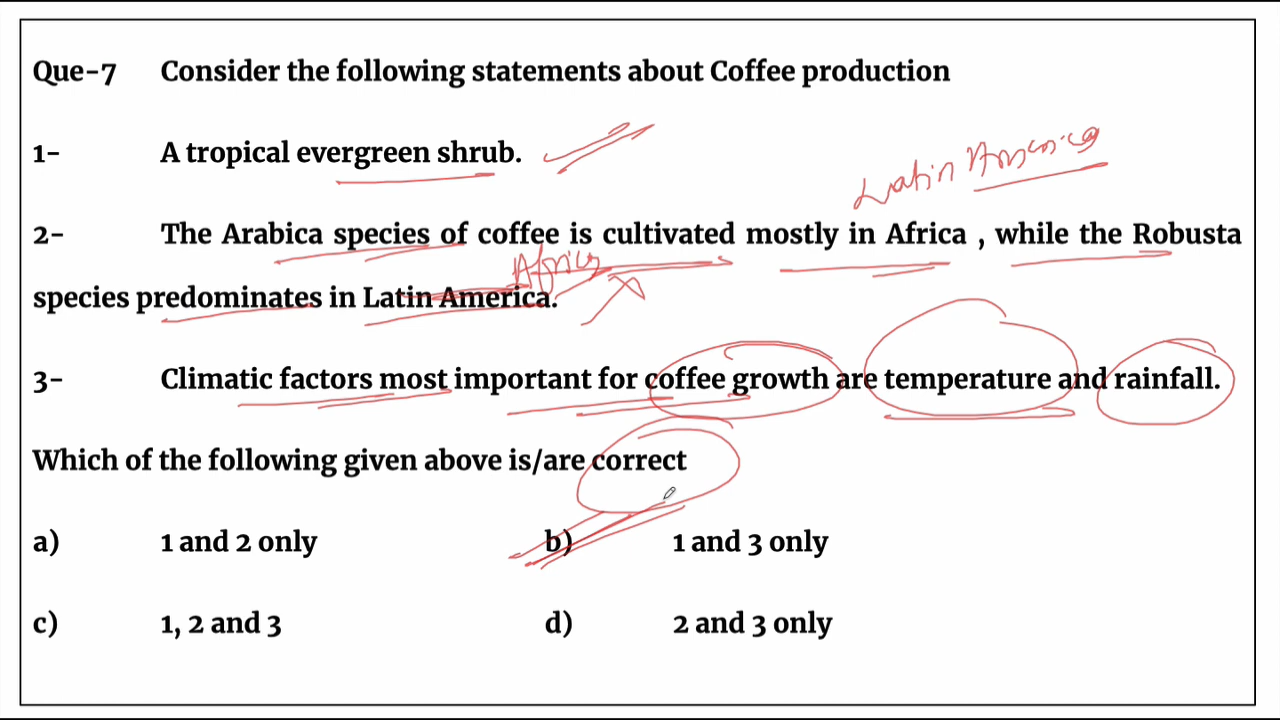 Que-7 Consider the following statements about Coffee production
1- A tropical evergreen shrub.
Latin America
2- The Arabica species of coffee is cultivated mostly in Africa , while the Robusta
Africa
species predominates in Latin America.
3- Climatic factors most important for coffee growth are temperature and rainfall.
Which of the following given above is/are correct
a) 1 and 2 only b) 1 and 3 only
c) 1, 2 and 3 d) 2 and 3 only